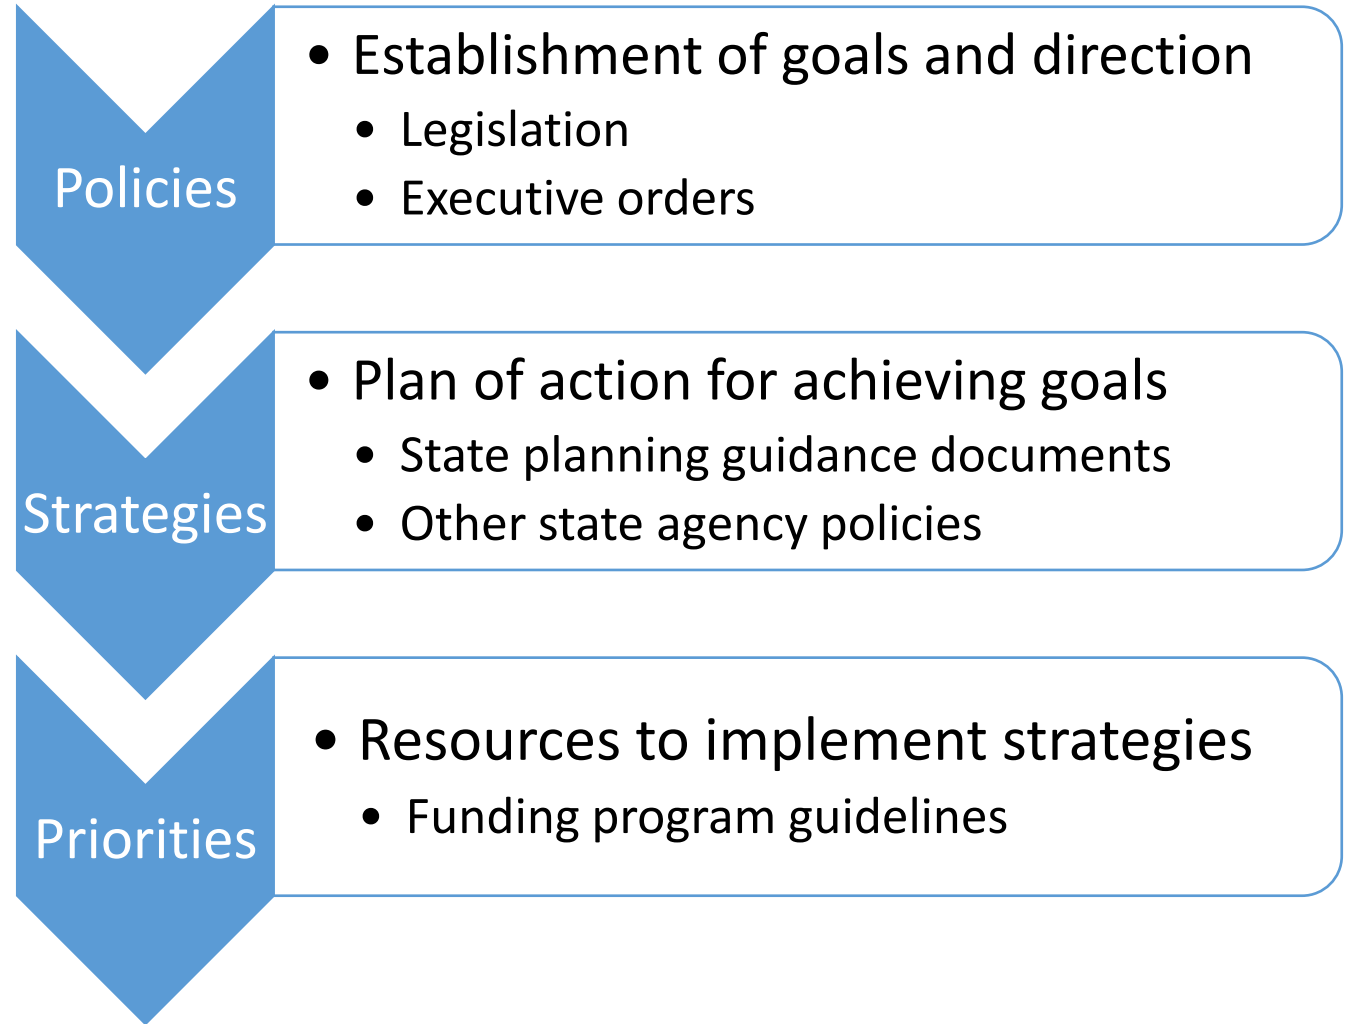 Policies
• Establishment of goals and direction
• Legislation
• Executive orders
Strategies
• Plan of action for achieving goals
• State planning guidance documents
• Other state agency policies
Priorities
• Resources to implement strategies
• Funding program guidelines